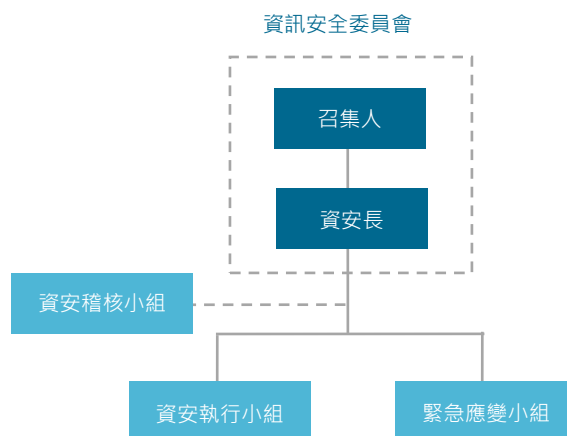 資訊安全委員會
召集人
資安長
資安稽核小組
資安執行小組
緊急應變小組